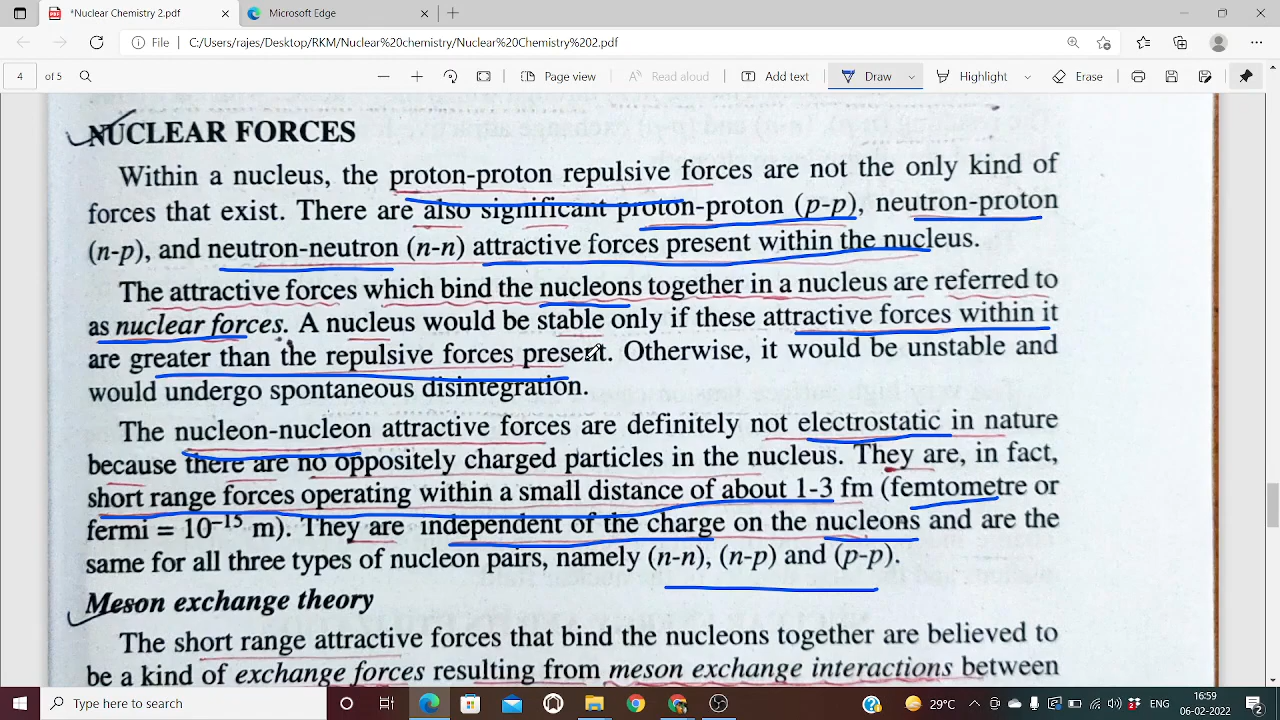 *Nuclear Chemistry 2.pdf
Microsoft Edge
File
C:/Users/rajes/Desktop/RKM/Nuclear%20chemistry/Nuclear%20Chemistry%202.pdf
4 of 5
Page view
Read aloud
Add text
Draw
Highlight
Erase
NUCLEAR FORCES
Within a nucleus, the proton-proton repulsive forces are not the only kind of
forces that exist. There are also significant proton-proton (p-p), neutron-proton
(n-p), and neutron-neutron (n-n) attractive forces present within the nucleus.
The attractive forces which bind the nucleons together in a nucleus are referred to
as nuclear forces. A nucleus would be stable only if these attractive forces within it
are greater than the repulsive forces present. Otherwise, it would be unstable and
would undergo spontaneous disintegration.
The nucleon-nucleon attractive forces are definitely not electrostatic in nature
because there are no oppositely charged particles in the nucleus. They are, in fact,
short range forces operating within a small distance of about 1-3 fm (femtometre or
fermi = 10⁻¹⁵ m). They are independent of the charge on the nucleons and are the
same for all three types of nucleon pairs, namely (n-n), (n-p) and (p-p).
Meson exchange theory
The short range attractive forces that bind the nucleons together are believed to
be a kind of exchange forces resulting from meson exchange interactions between
Type here to search
29°C
ENG
16:59
06-02-2022